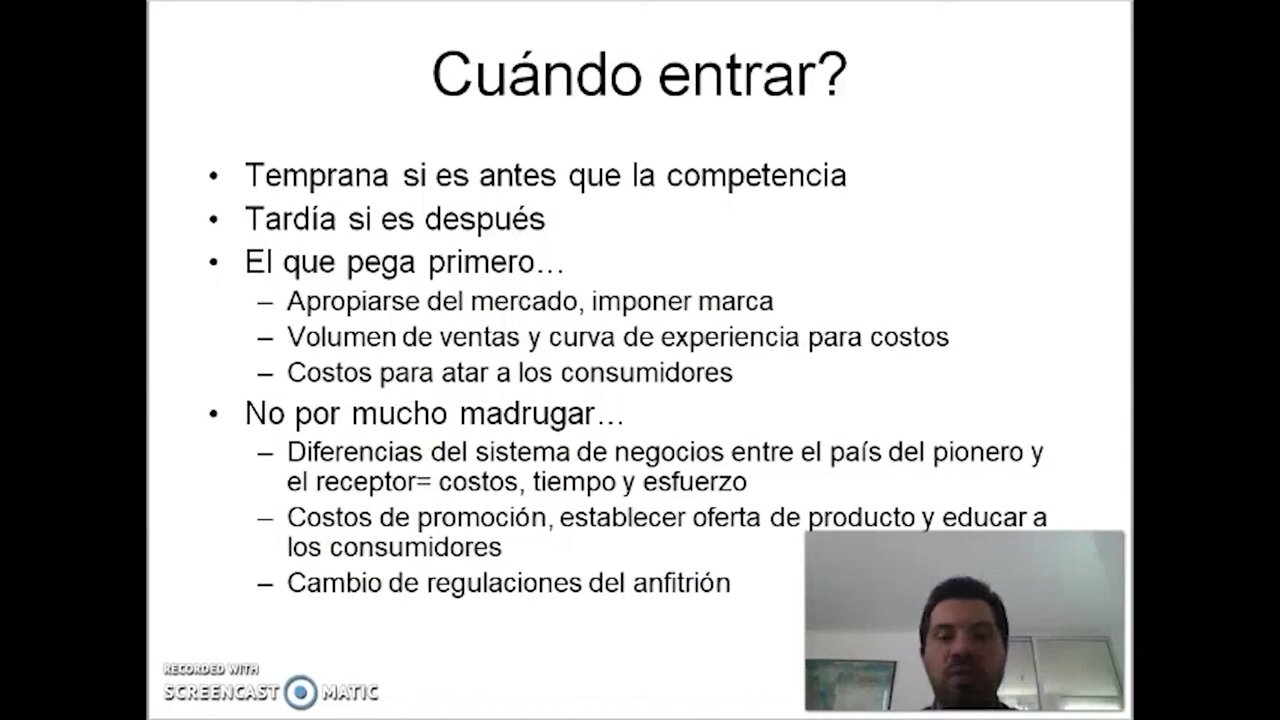 Cuándo entrar?
• Temprana si es antes que la competencia
• Tardía si es después
• El que pega primero...
– Apropiarse del mercado, imponer marca
– Volumen de ventas y curva de experiencia para costos
– Costos para atar a los consumidores
• No por mucho madrugar...
– Diferencias del sistema de negocios entre el país del pionero y
el receptor= costos, tiempo y esfuerzo
– Costos de promoción, establecer oferta de producto y educar a
los consumidores
– Cambio de regulaciones del anfitrión
RECORDED WITH
SCREENCAST MATIC